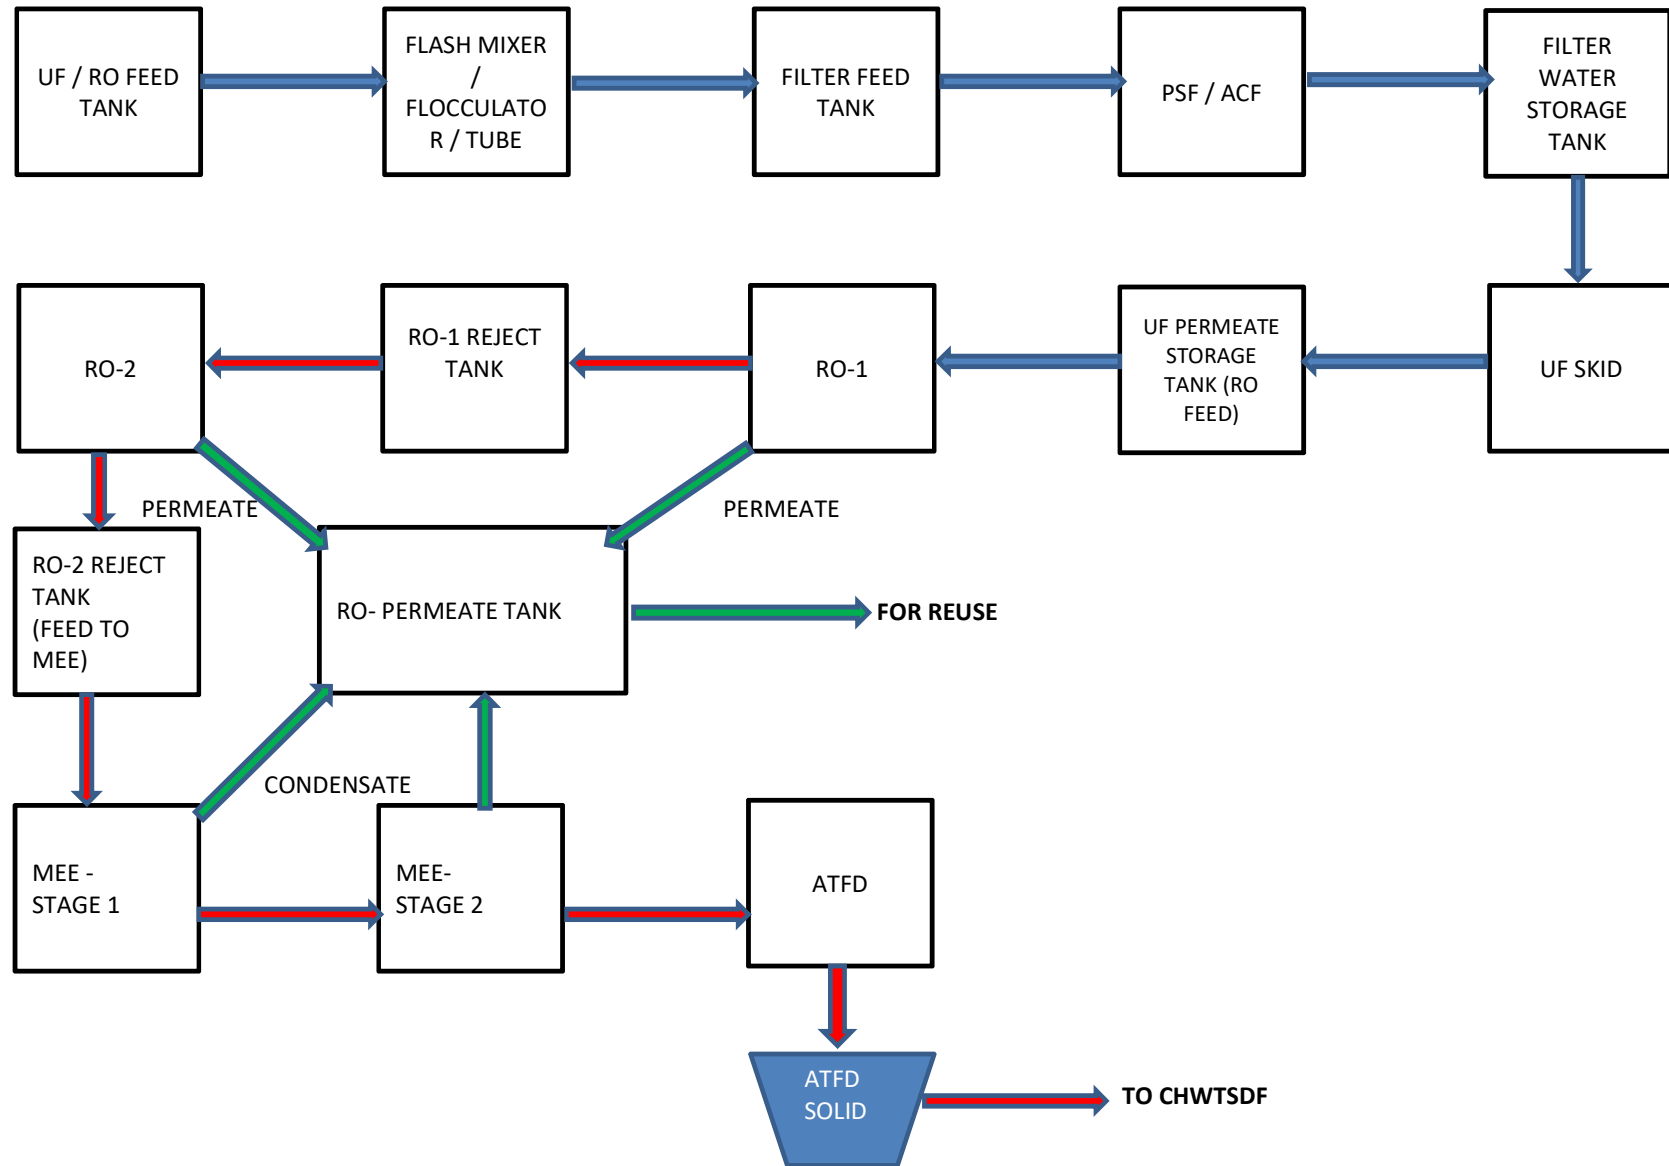 UF / RO FEED
TANK
FLASH MIXER
/
FLOCCULATO
R / TUBE
FILTER FEED
TANK
PSF / ACF
FILTER
WATER
STORAGE
TANK
RO-2
RO-1 REJECT
TANK
RO-1
UF PERMEATE
STORAGE
TANK (RO
FEED)
UF SKID
PERMEATE
PERMEATE
RO-2 REJECT
TANK
(FEED TO
MEE)
RO- PERMEATE TANK
FOR REUSE
CONDENSATE
MEE -
STAGE 1
MEE-
STAGE 2
ATFD
ATFD
SOLID
TO CHWTSDF